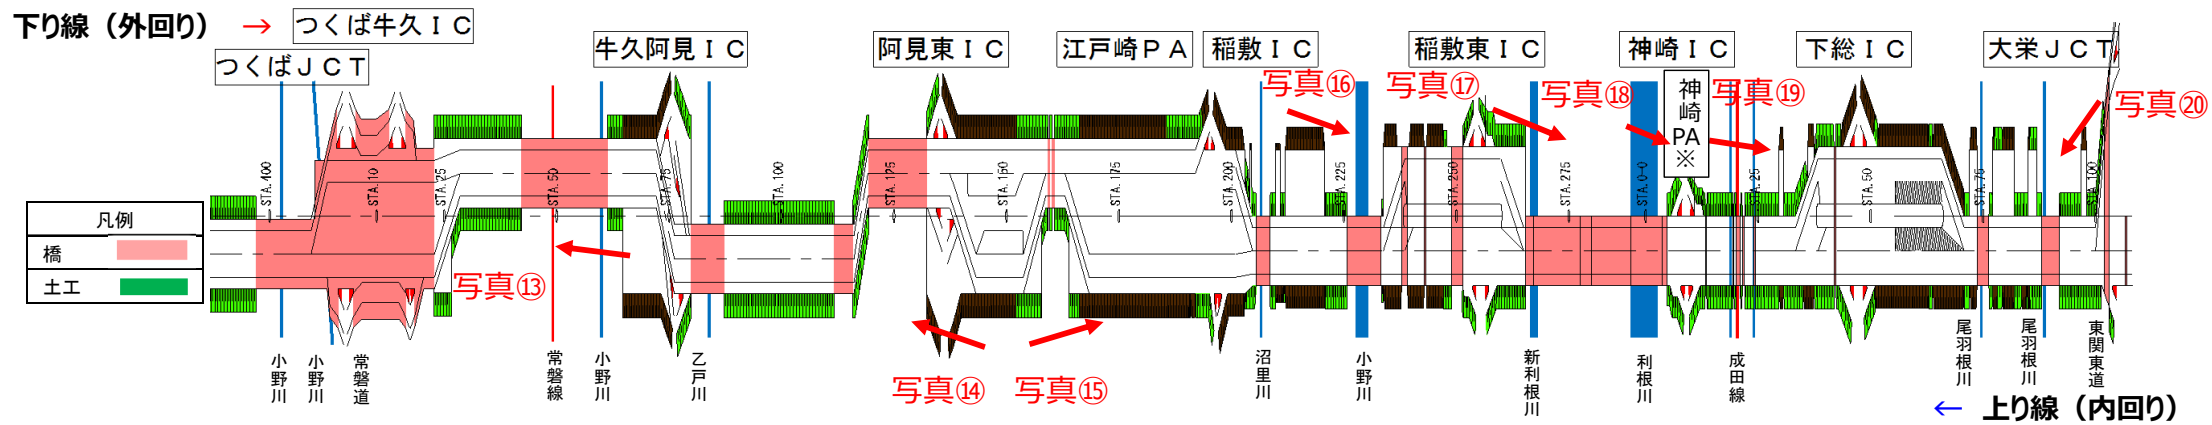 下り線（外回り） →
つくば牛久ＩＣ
つくばＪＣＴ
牛久阿見ＩＣ
阿見東ＩＣ
江戸崎ＰＡ
稲敷ＩＣ
稲敷東ＩＣ
神崎ＩＣ
下総ＩＣ
大栄ＪＣＴ
神崎PA※
写真⑯
写真⑰
写真⑱
写真⑲
写真⑳
STA.400
STA.10
STA.25
STA.50
STA.75
STA.100
STA.125
STA.150
STA.175
STA.200
STA.225
STA.250
STA.275
STA.0-0
STA.25
STA.50
STA.75
STA.100
凡例
橋
土工
写真⑬
写真⑭
写真⑮
小野川
小野川
常磐道
常磐線
小野川
乙戸川
沼里川
小野川
新利根川
利根川
成田線
尾羽根川
尾羽根川
東関東道
← 上り線（内回り）